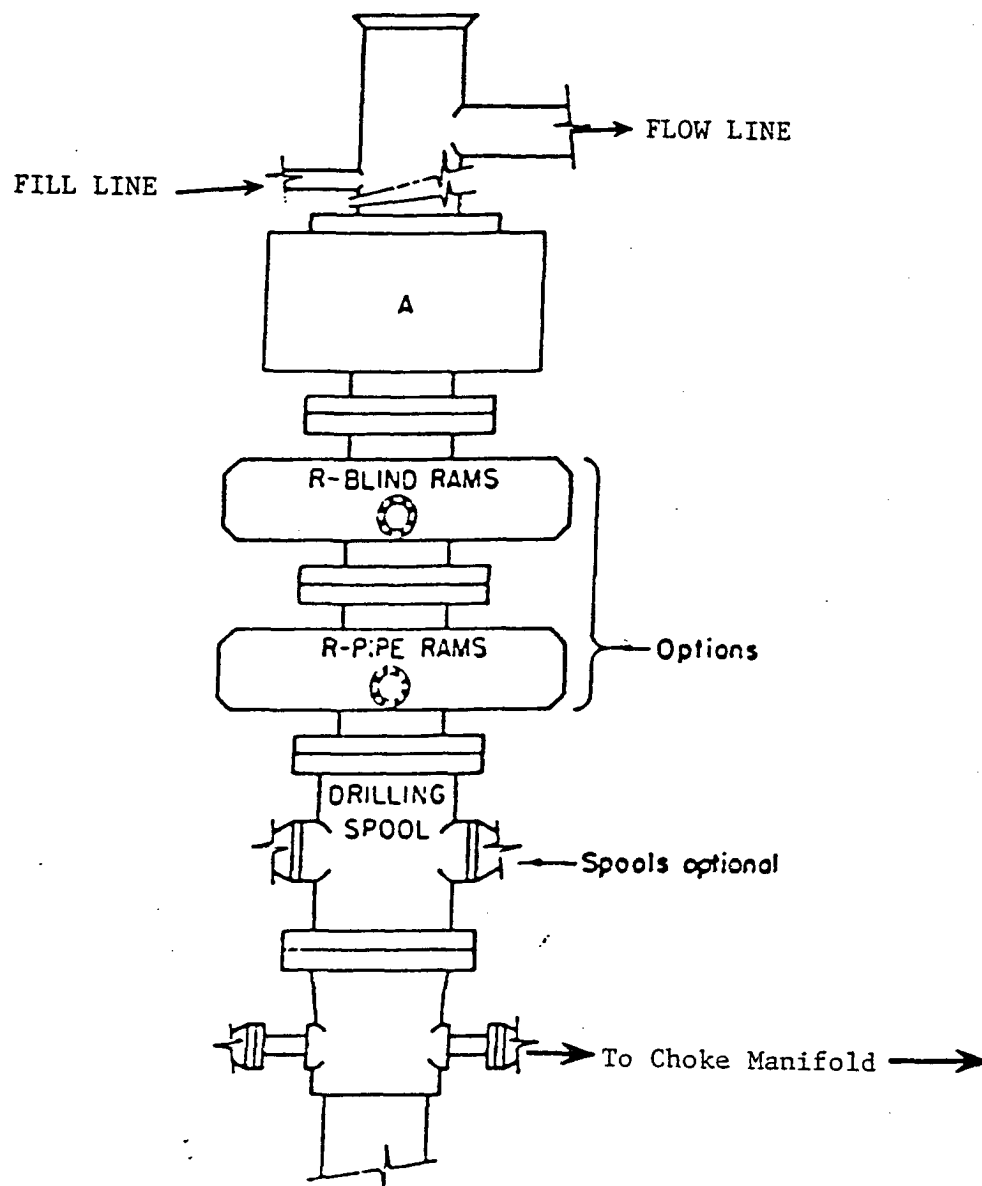 FLOW LINE
FILL LINE
A
R-BLIND RAMS
R-PIPE RAMS
Options
DRILLING
SPOOL
Spools optional
To Choke Manifold